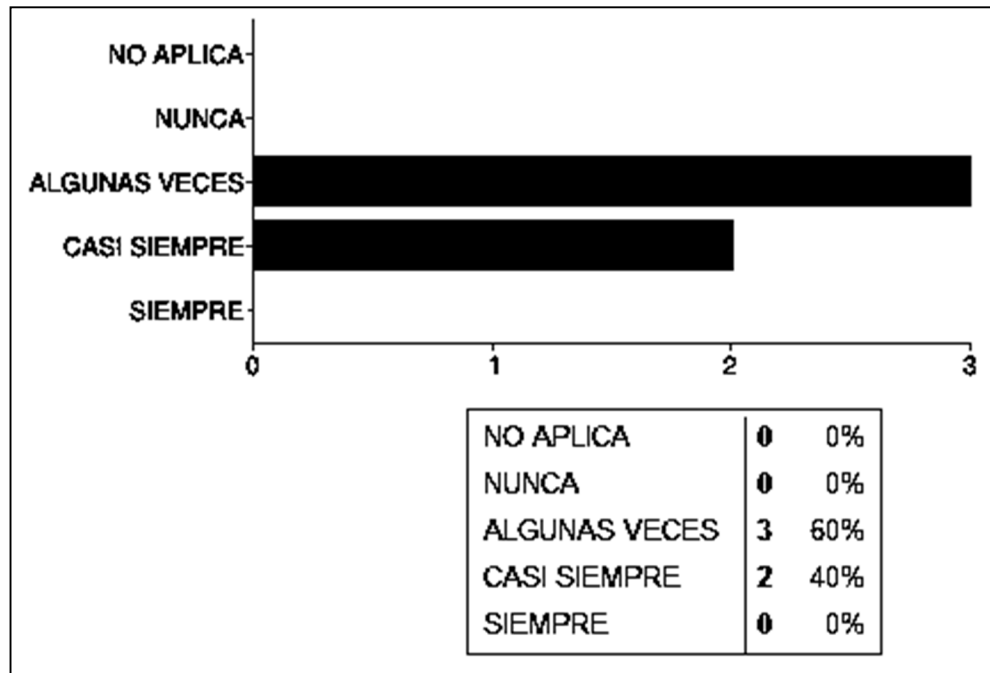 NO APLICA
NUNCA
ALGUNAS VECES
CASI SIEMPRE
SIEMPRE
0 1 2 3
NO APLICA 0 0%
NUNCA 0 0%
ALGUNAS VECES 3 60%
CASI SIEMPRE 2 40%
SIEMPRE 0 0%